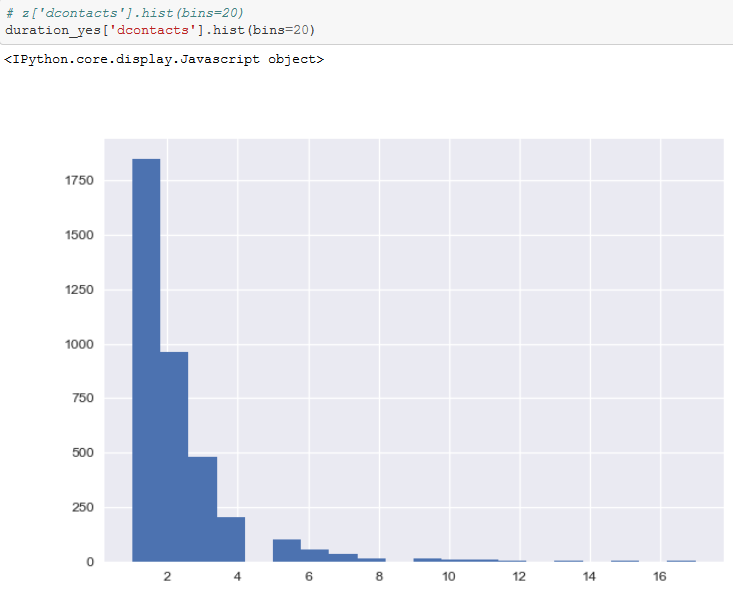 # z['dcontacts'].hist(bins=20)
duration_yes['dcontacts'].hist(bins=20)
<IPython.core.display.Javascript object>
1750
1500
1250
1000
750
500
250
0
2 4 6 8 10 12 14 16